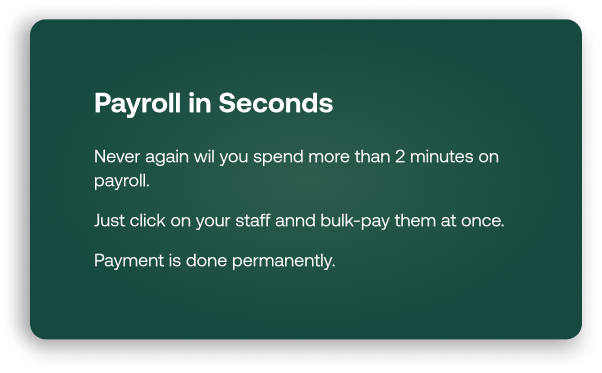 Payroll in Seconds
Never again wil you spend more than 2 minutes on
payroll.
Just click on your staff annd bulk-pay them at once.
Payment is done permanently.